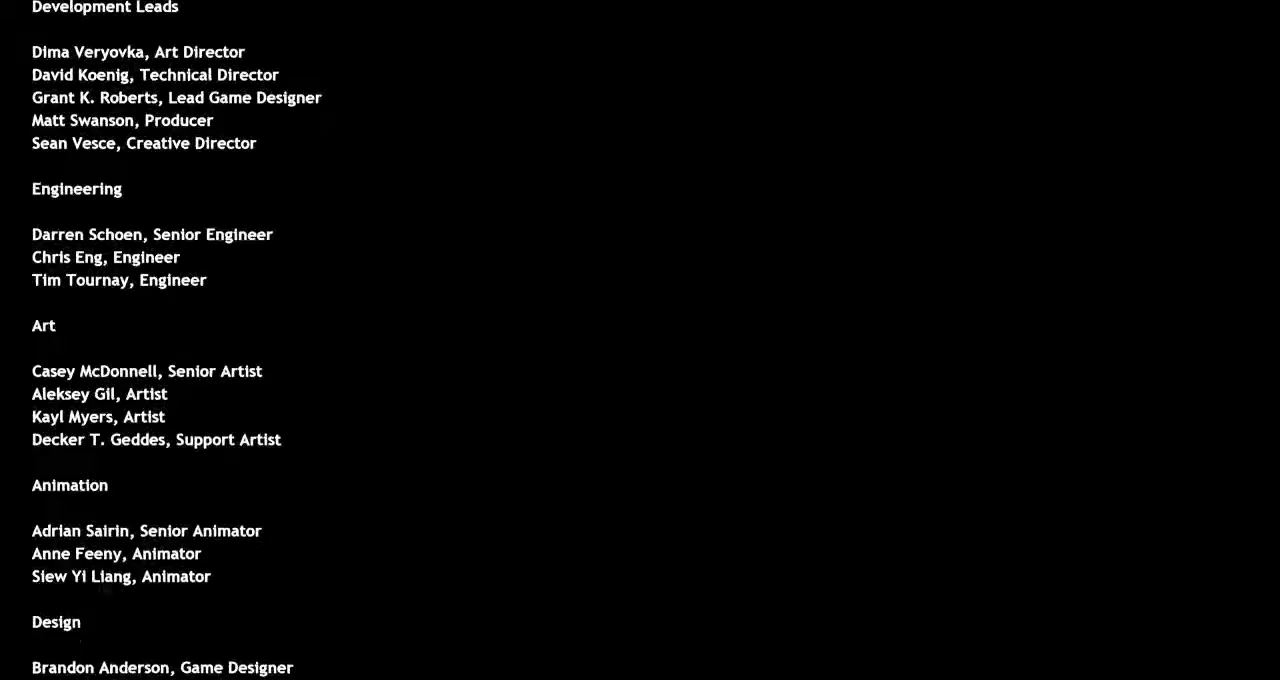 Development Leads
Dima Veryovka, Art Director
David Koenig, Technical Director
Grant K. Roberts, Lead Game Designer
Matt Swanson, Producer
Sean Vesce, Creative Director
Engineering
Darren Schoen, Senior Engineer
Chris Eng, Engineer
Tim Tournay, Engineer
Art
Casey McDonnell, Senior Artist
Aleksey Gil, Artist
Kayl Myers, Artist
Decker T. Geddes, Support Artist
Animation
Adrian Sairin, Senior Animator
Anne Feeny, Animator
Siew Yi Liang, Animator
Design
Brandon Anderson, Game Designer